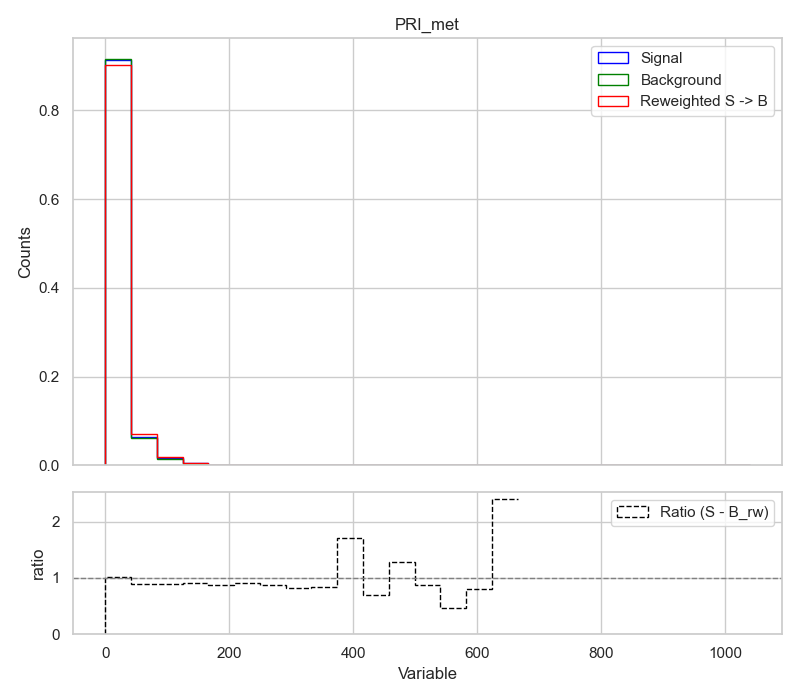 PRI_met
Signal
Background
Reweighted S -> B
0.8
0.6
Counts
0.4
0.2
0.0
Ratio (S - B_rw)
2
ratio
1
0
0 200 400 600 800 1000
Variable